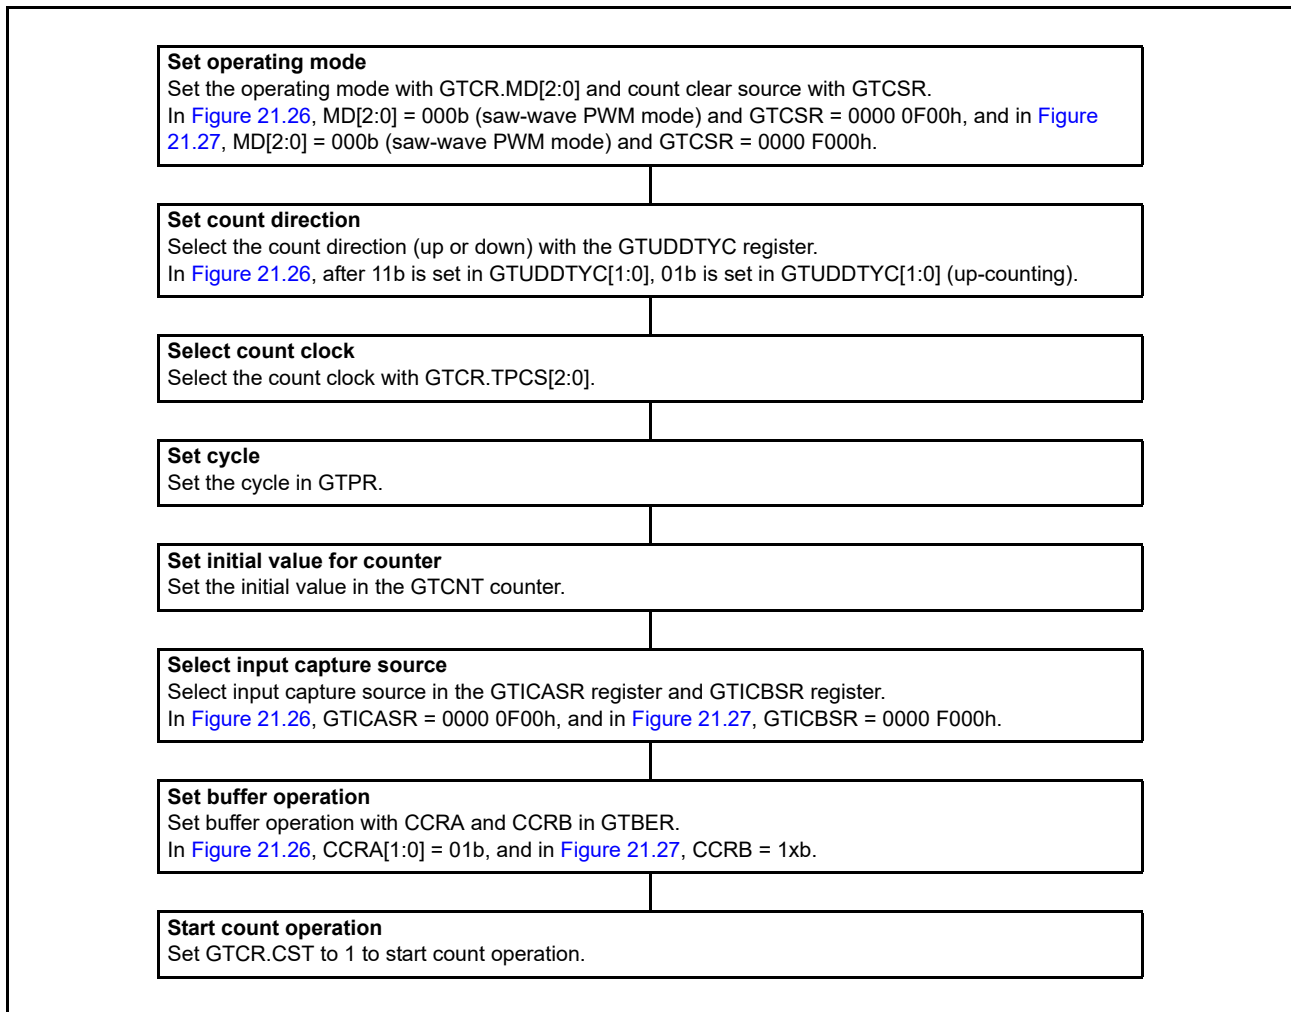 Set operating mode
Set the operating mode with GTCR.MD[2:0] and count clear source with GTCSR.
In Figure 21.26, MD[2:0] = 000b (saw-wave PWM mode) and GTCSR = 0000 0F00h, and in Figure
21.27, MD[2:0] = 000b (saw-wave PWM mode) and GTCSR = 0000 F000h.
Set count direction
Select the count direction (up or down) with the GTUDDTYC register.
In Figure 21.26, after 11b is set in GTUDDTYC[1:0], 01b is set in GTUDDTYC[1:0] (up-counting).
Select count clock
Select the count clock with GTCR.TPCS[2:0].
Set cycle
Set the cycle in GTPR.
Set initial value for counter
Set the initial value in the GTCNT counter.
Select input capture source
Select input capture source in the GTICASR register and GTICBSR register.
In Figure 21.26, GTICASR = 0000 0F00h, and in Figure 21.27, GTICBSR = 0000 F000h.
Set buffer operation
Set buffer operation with CCRA and CCRB in GTBER.
In Figure 21.26, CCRA[1:0] = 01b, and in Figure 21.27, CCRB = 1xb.
Start count operation
Set GTCR.CST to 1 to start count operation.